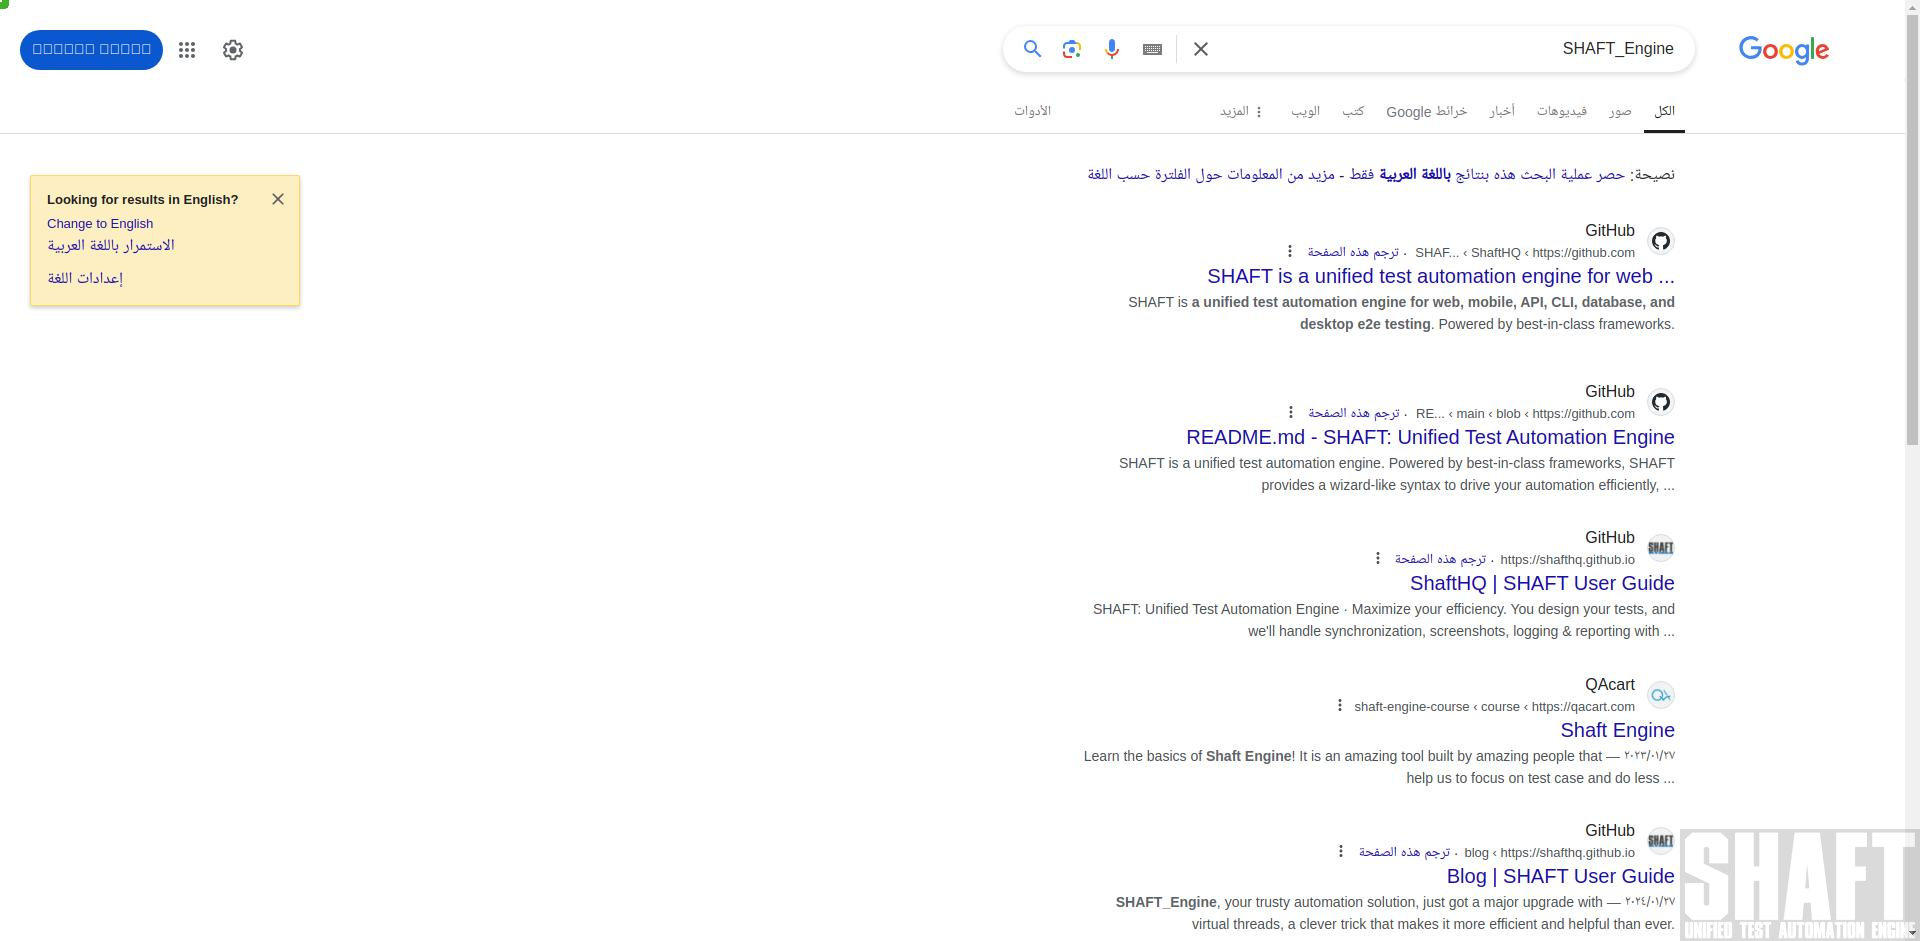 SHAFT_Engine
Google
الكل
صور
فيديوهات
أخبار
خرائط Google
كتب
الويب
المزيد
الأدوات
نصيحة: حصر عملية البحث هذه بنتائج باللغة العربية فقط - مزيد من المعلومات حول الفلترة حسب اللغة
Looking for results in English?
Change to English
الاستمرار باللغة العربية
إعدادات اللغة
GitHub
https://github.com › ShaftHQ › SHAF... · ترجم هذه الصفحة
SHAFT is a unified test automation engine for web ...
SHAFT is a unified test automation engine for web, mobile, API, CLI, database, and
desktop e2e testing. Powered by best-in-class frameworks.
GitHub
https://github.com › blob › main › RE... · ترجم هذه الصفحة
README.md - SHAFT: Unified Test Automation Engine
SHAFT is a unified test automation engine. Powered by best-in-class frameworks, SHAFT
provides a wizard-like syntax to drive your automation efficiently, ...
GitHub
https://shafthq.github.io · ترجم هذه الصفحة
ShaftHQ | SHAFT User Guide
SHAFT: Unified Test Automation Engine · Maximize your efficiency. You design your tests, and
we'll handle synchronization, screenshots, logging & reporting with ...
QAcart
https://qacart.com › course › shaft-engine-course
Shaft Engine
٢٠٢٣/٠١/٢٧ — Learn the basics of Shaft Engine! It is an amazing tool built by amazing people that
help us to focus on test case and do less ...
GitHub
https://shafthq.github.io › blog · ترجم هذه الصفحة
Blog | SHAFT User Guide
٢٠٢٤/٠١/٢٧ — SHAFT_Engine, your trusty automation solution, just got a major upgrade with
virtual threads, a clever trick that makes it more efficient and helpful than ever.
SHAFT
UNIFIED TEST AUTOMATION ENGINE